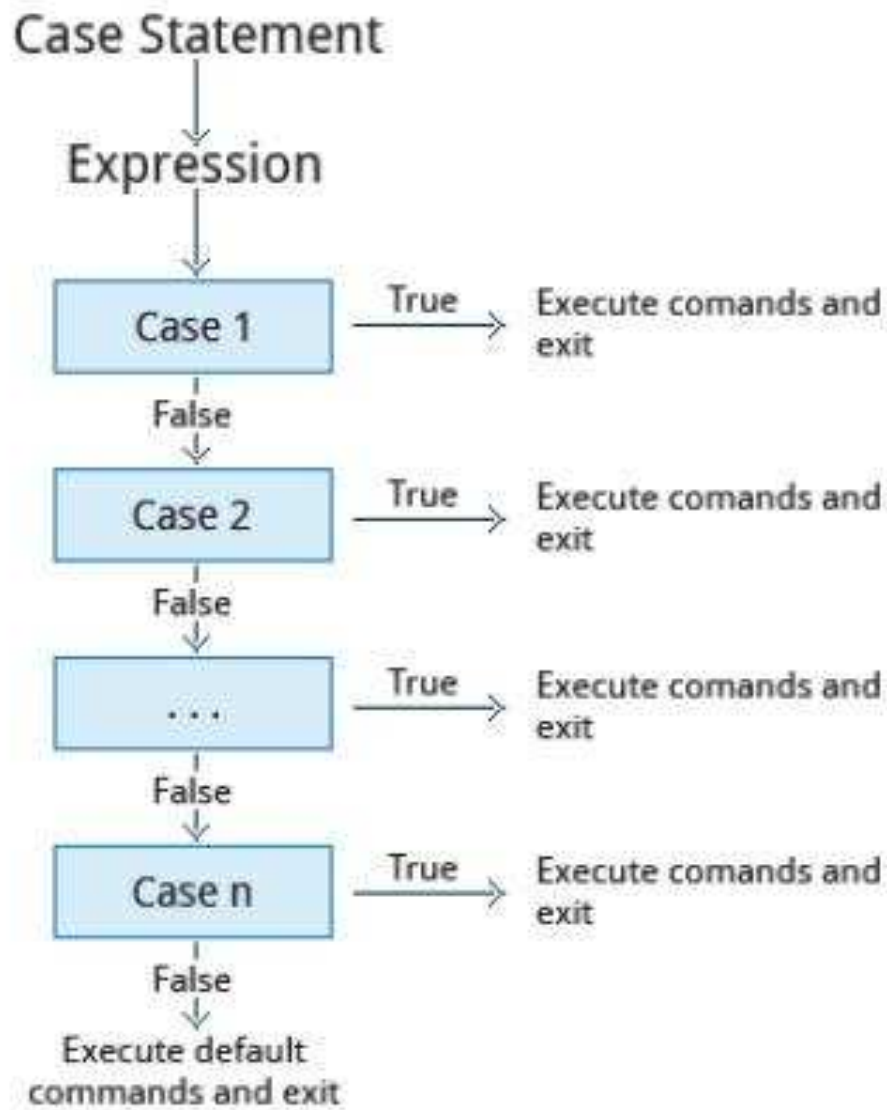 Case Statement
Expression
Case 1
True
Execute comands and
exit
False
Case 2
True
Execute comands and
exit
False
...
True
Execute comands and
exit
False
Case n
True
Execute comands and
exit
False
Execute default
commands and exit